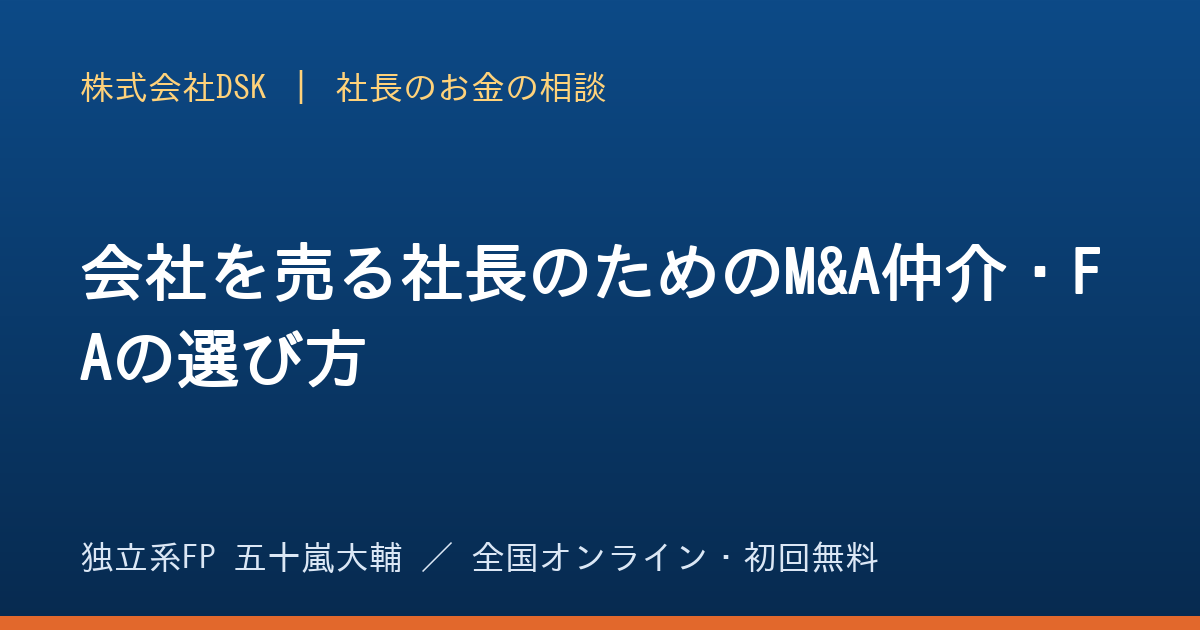 株式会社DSK ｜ 社長のお金の相談
会社を売る社長のためのM&A仲介・F
Aの選び方
独立系FP 五十嵐大輔 ／ 全国オンライン・初回無料